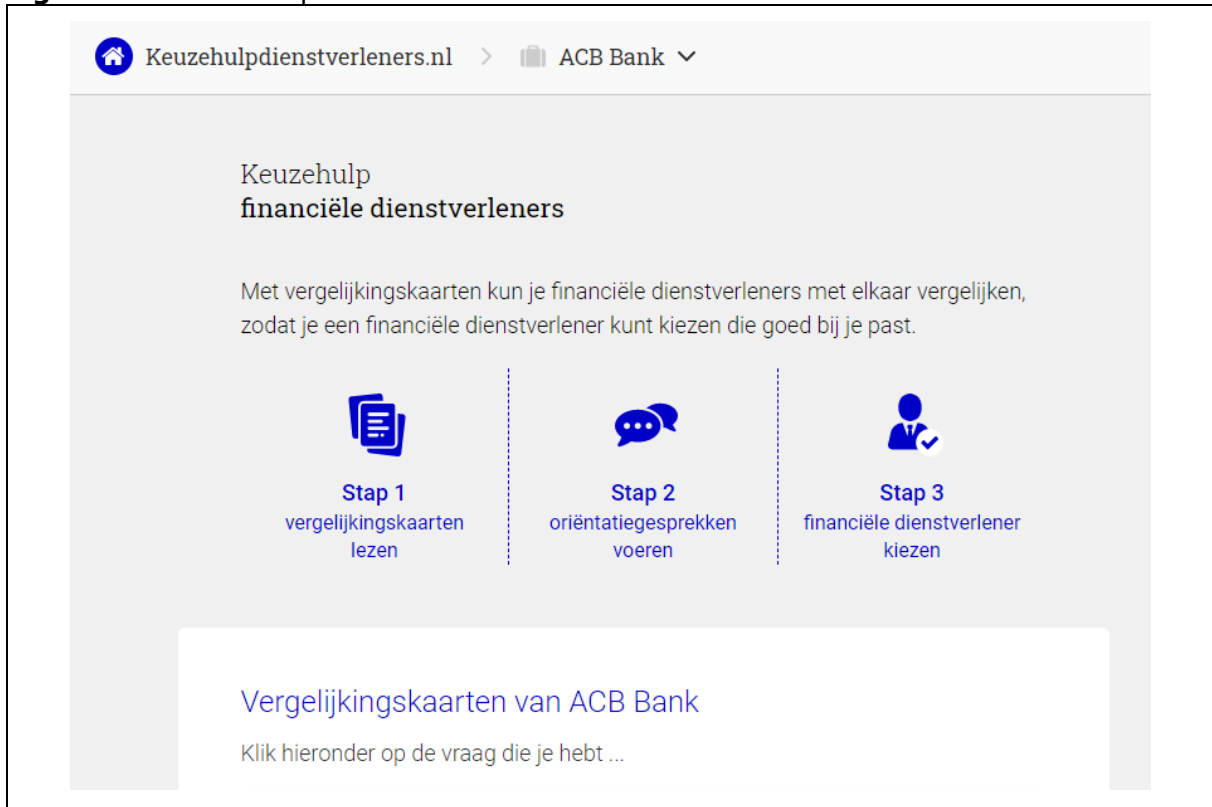 Keuzehulpdienstverleners.nl > ACB Bank
Keuzehulp
financiële dienstverleners
Met vergelijkingskaarten kun je financiële dienstverleners met elkaar vergelijken,
zodat je een financiële dienstverlener kunt kiezen die goed bij je past.
Stap 1
vergelijkingskaarten
lezen
Stap 2
oriëntatiegesprekken
voeren
Stap 3
financiële dienstverlener
kiezen
Vergelijkingskaarten van ACB Bank
Klik hieronder op de vraag die je hebt ...